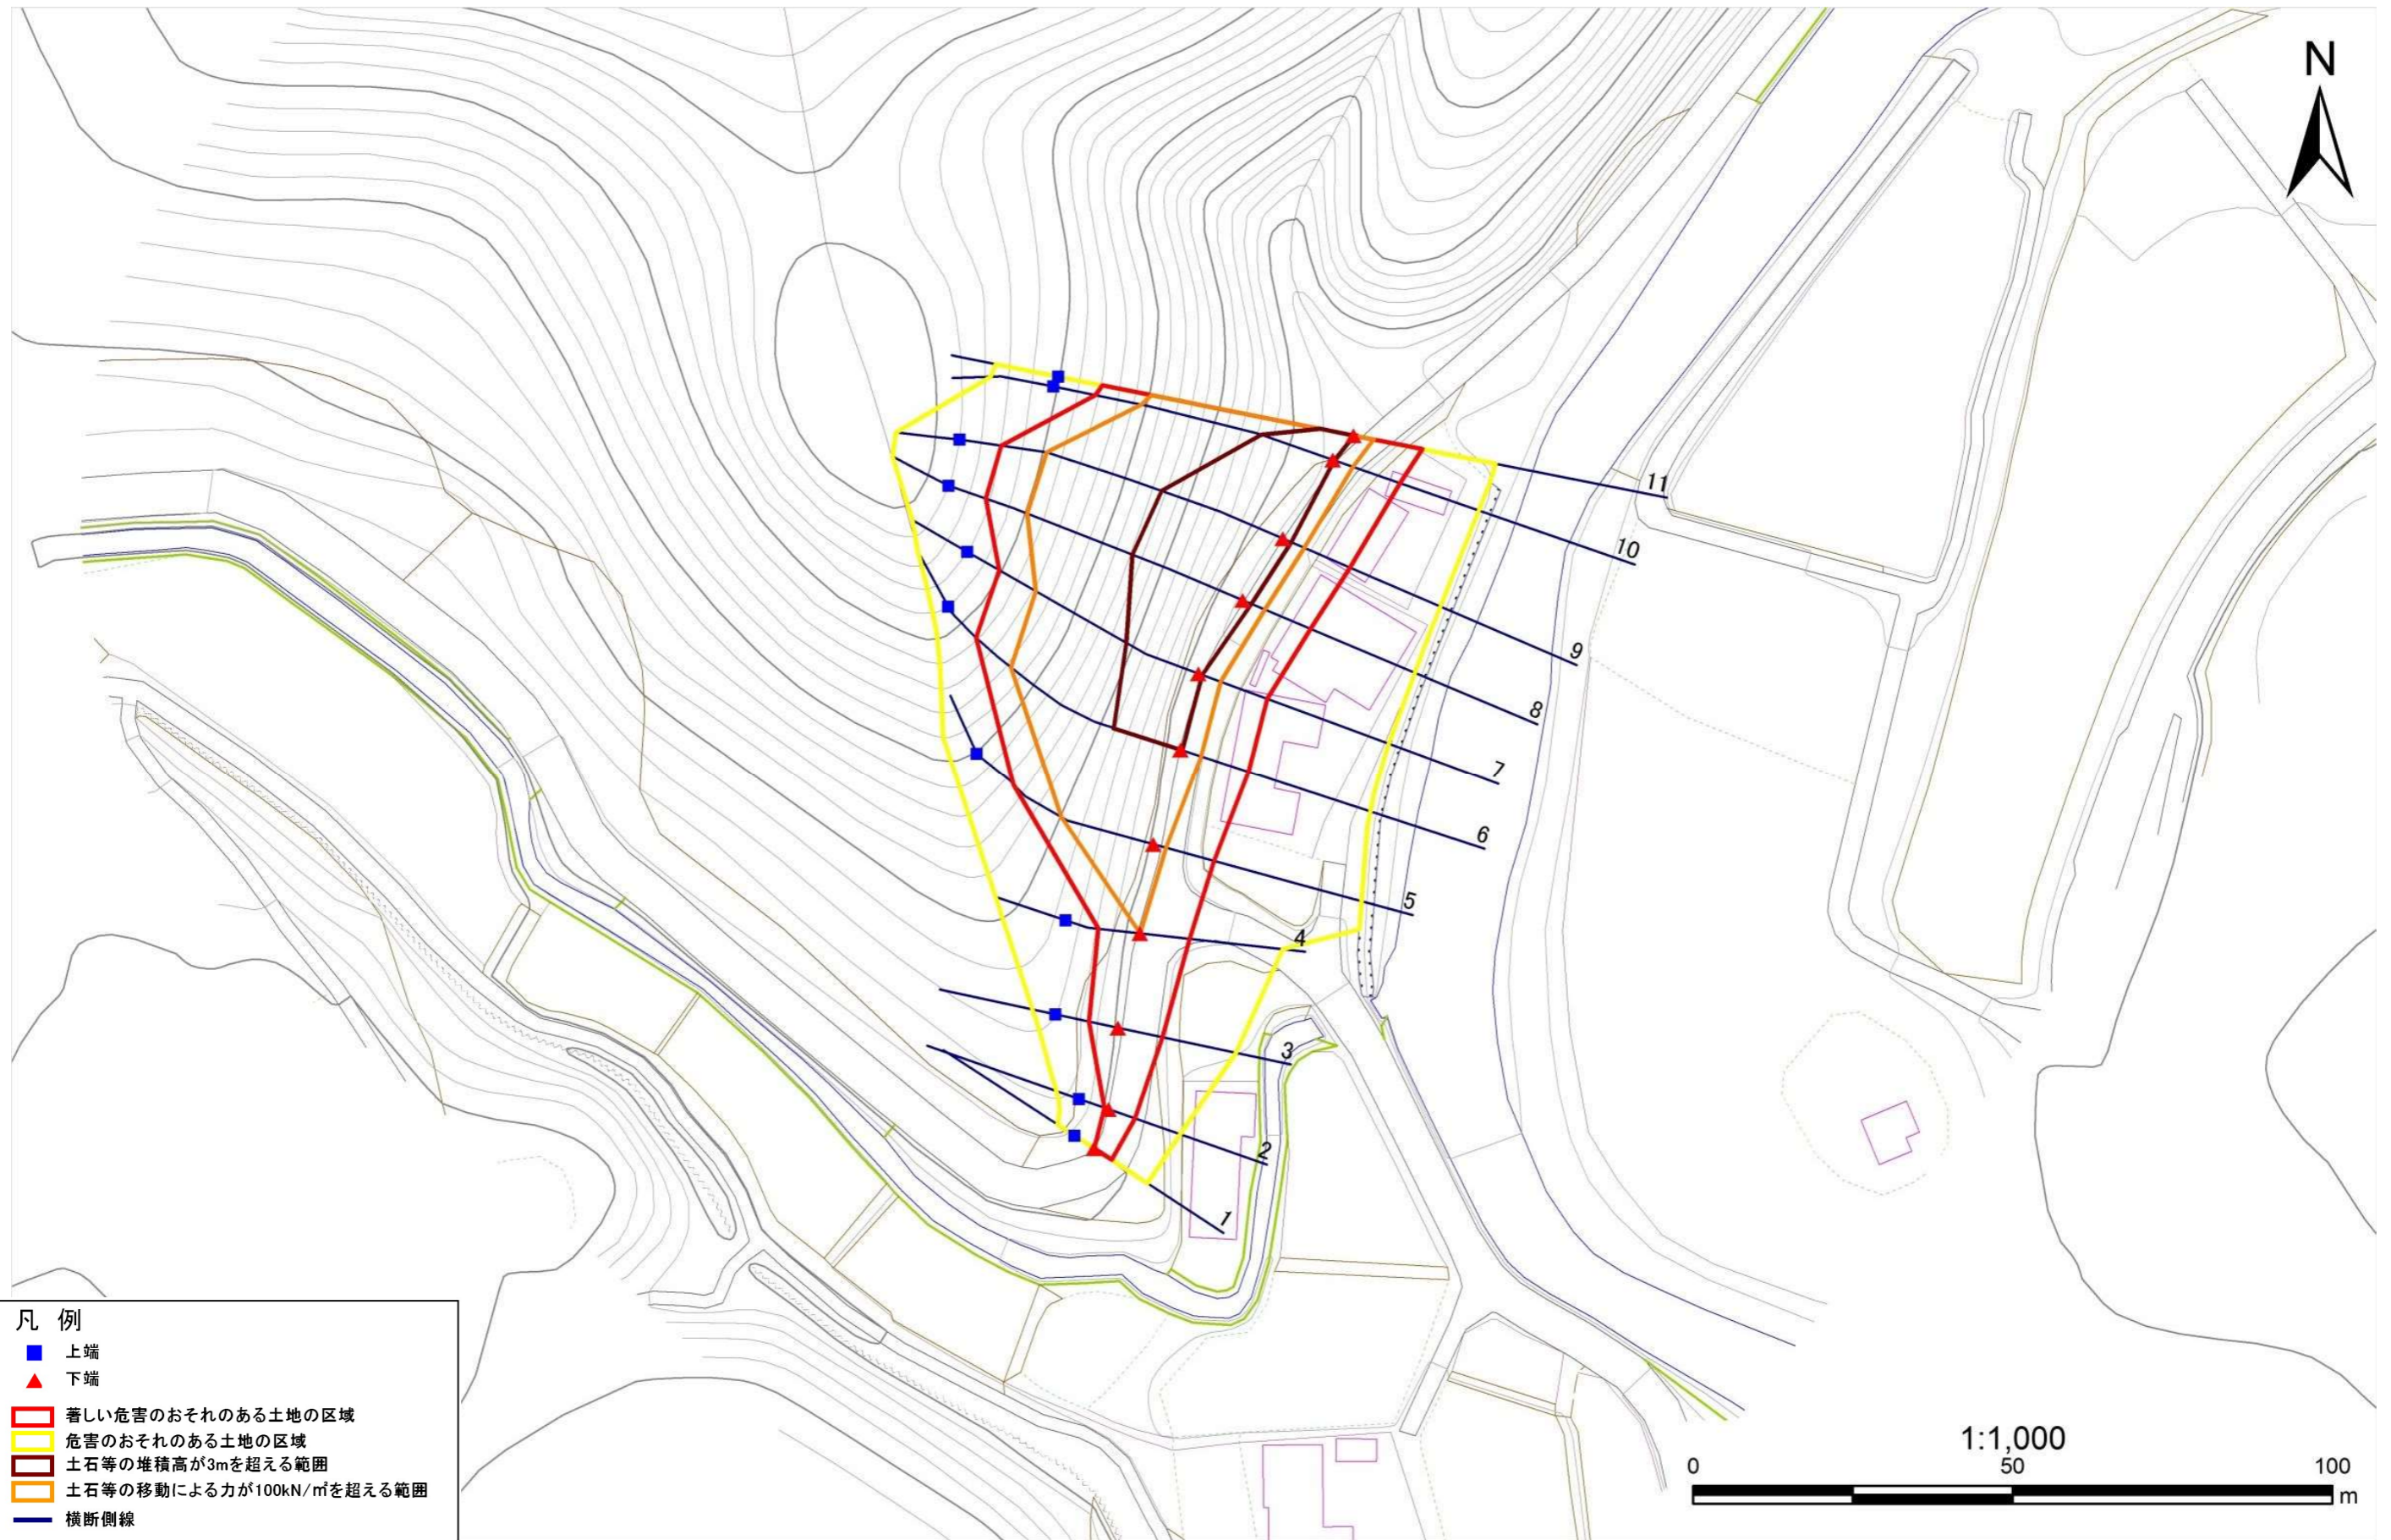 N
11
10
9
8
7
6
5
4
3
2
1
凡 例
上端
下端
著しい危害のおそれのある土地の区域
危害のおそれのある土地の区域
土石等の堆積高が3mを超える範囲
土石等の移動による力が100kN/㎡を超える範囲
横断側線
1:1,000
0 50 100
m